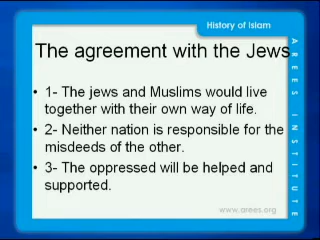 History of Islam
The agreement with the Jews
• 1- The jews and Muslims would live
together with their own way of life.
• 2- Neither nation is responsible for the
misdeeds of the other.
• 3- The oppressed will be helped and
supported.
AREES INSTITUTE
www.arees.org